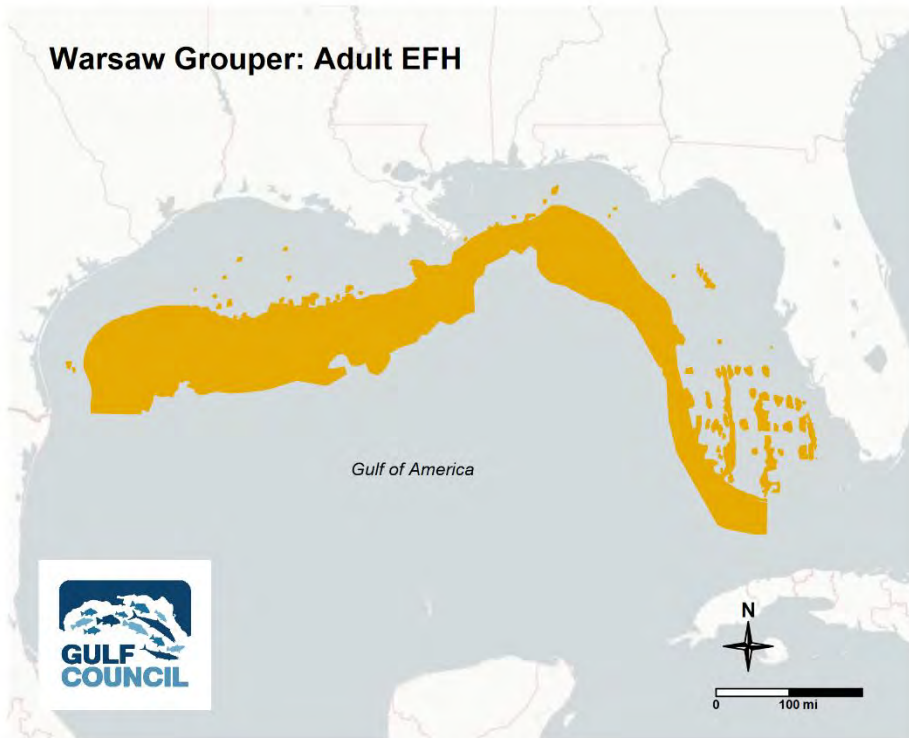 Warsaw Grouper: Adult EFH
Gulf of America
GULF
COUNCIL
N
0 100 mi